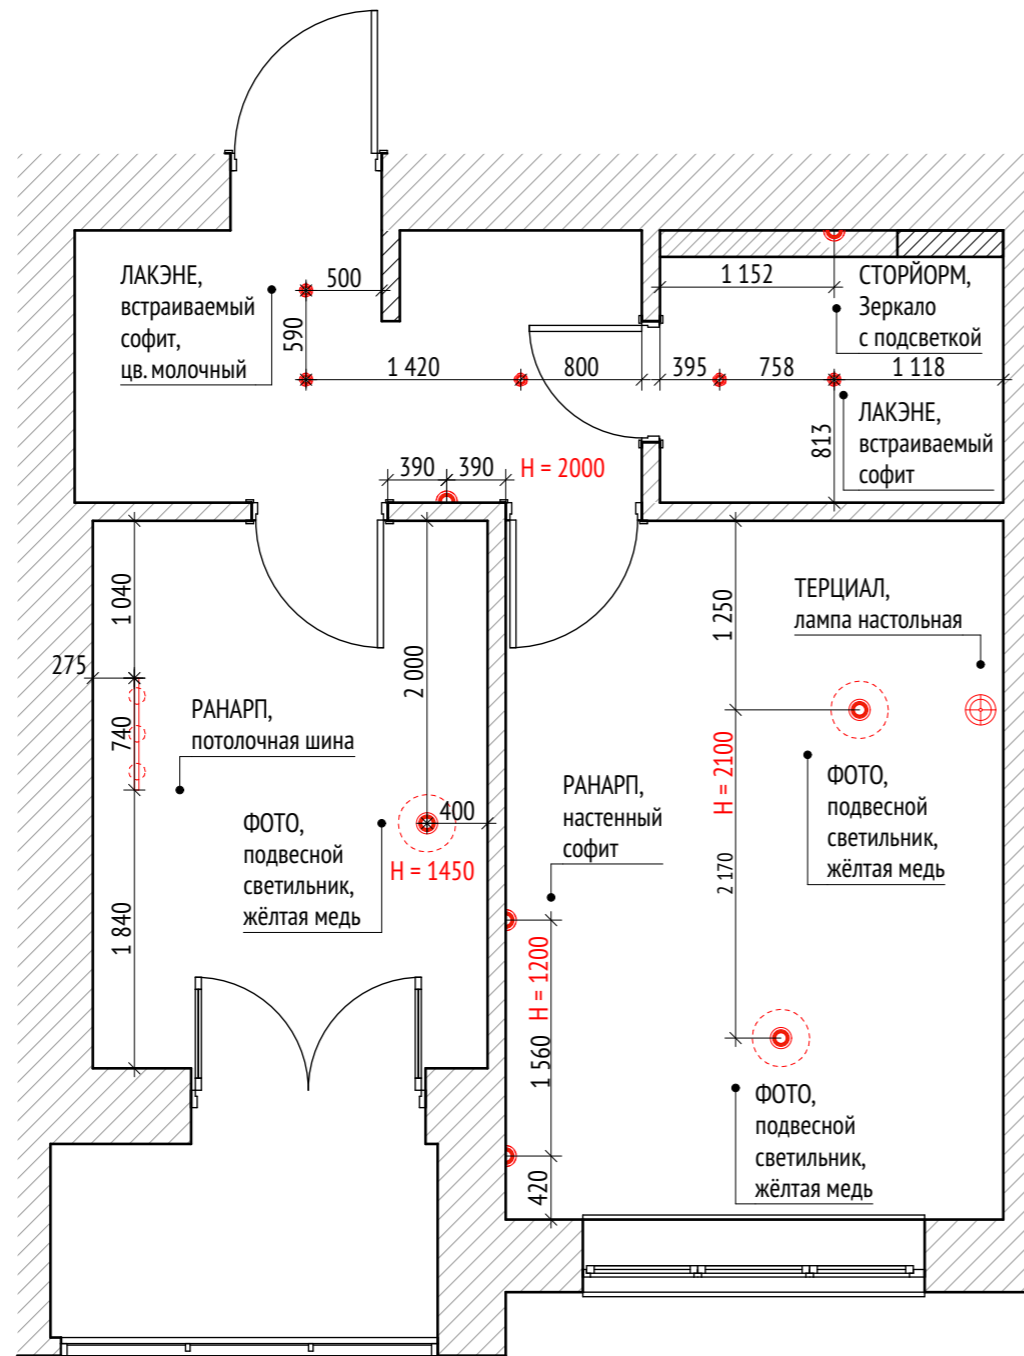 ЛАКЭНЕ,
встраиваемый
софит,
цв. молочный
500
590
1 420
800
1 152
СТОРЙОРМ,
Зеркало
с подсветкой
395
758
1 118
813
ЛАКЭНЕ,
встраиваемый
софит
390
390
H = 2000
1 040
275
740
1 840
РАНАРП,
потолочная шина
2 000
400
ФОТО,
подвесной
светильник,
жёлтая медь
H = 1450
1 250
ТЕРЦИАЛ,
лампа настольная
H = 2100
2 170
ФОТО,
подвесной
светильник,
жёлтая медь
РАНАРП,
настенный
софит
H = 1200
1 560
420
ФОТО,
подвесной
светильник,
жёлтая медь